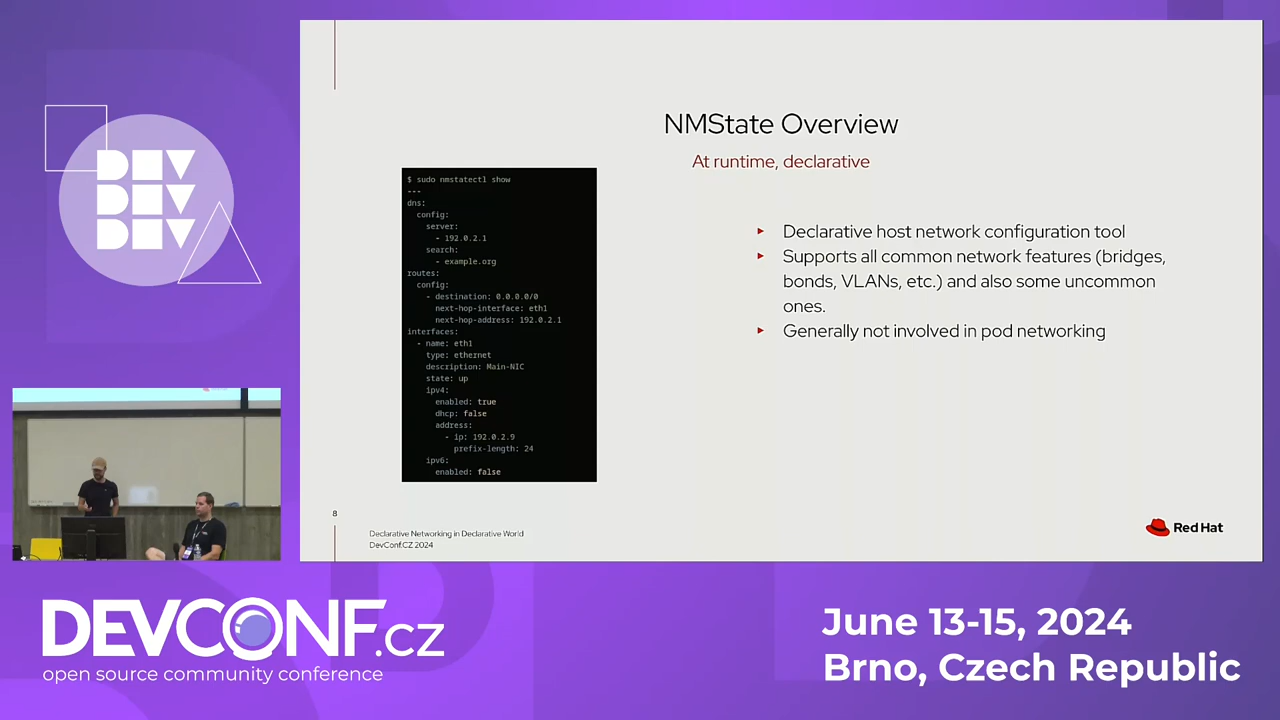 DEV
DEV
DEV
NMState Overview
At runtime, declarative
$ sudo nmstatectl show
---
dns:
config:
server:
- 192.0.2.1
search:
- example.org
routes:
config:
- destination: 0.0.0.0/0
next-hop-interface: eth1
next-hop-address: 192.0.2.1
interfaces:
- name: eth1
type: ethernet
description: Main-NIC
state: up
ipv4:
enabled: true
dhcp: false
address:
- ip: 192.0.2.9
prefix-length: 24
ipv6:
enabled: false
Declarative host network configuration tool
Supports all common network features (bridges,
bonds, VLANs, etc.) and also some uncommon
ones.
Generally not involved in pod networking
8
Declarative Networking in Declarative World
DevConf.CZ 2024
Red Hat
DEVCONF.cz
open source community conference
June 13-15, 2024
Brno, Czech Republic